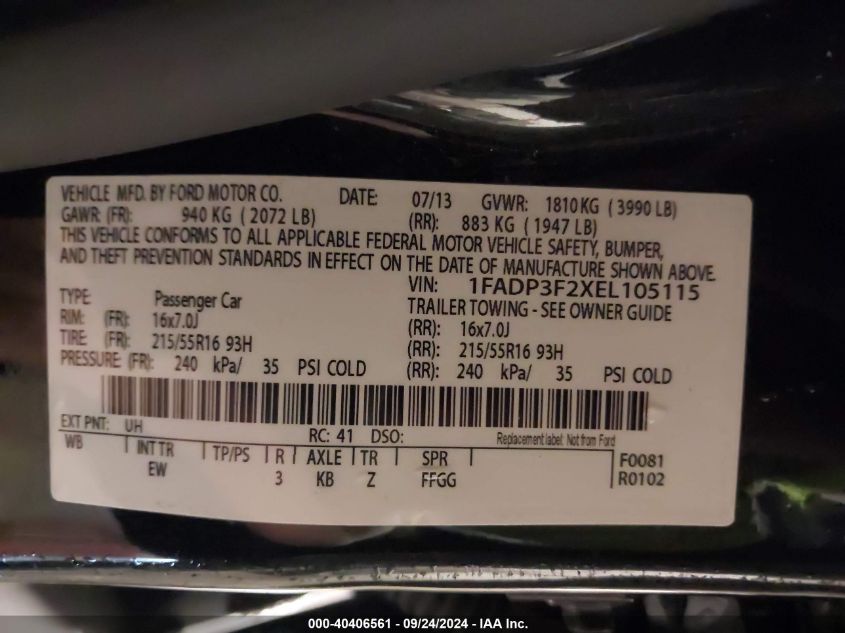 VEHICLE MFD. BY FORD MOTOR CO. DATE: 07/13 GVWR: 1810 KG ( 3990 LB)
GAWR: (FR): 940 KG ( 2072 LB) (RR): 883 KG ( 1947 LB)
THIS VEHICLE CONFORMS TO ALL APPLICABLE FEDERAL MOTOR VEHICLE SAFETY, BUMPER,
AND THEFT PREVENTION STANDARDS IN EFFECT ON THE DATE OF MANUFACTURE SHOWN ABOVE.
VIN: 1FADP3F2XEL105115
TYPE: Passenger Car TRAILER TOWING - SEE OWNER GUIDE
RIM: (FR): 16x7.0J (RR): 16x7.0J
TIRE: (FR): 215/55R16 93H (RR): 215/55R16 93H
PRESSURE: (FR): 240 kPa/ 35 PSI COLD (RR): 240 kPa/ 35 PSI COLD
EXT PNT: UH RC: 41 DSO: Replacement label: Not from Ford
WB INT TR TP/PS R AXLE TR SPR F0081
EW 3 KB Z FFGG R0102
000-40406561 - 09/24/2024 - IAA Inc.